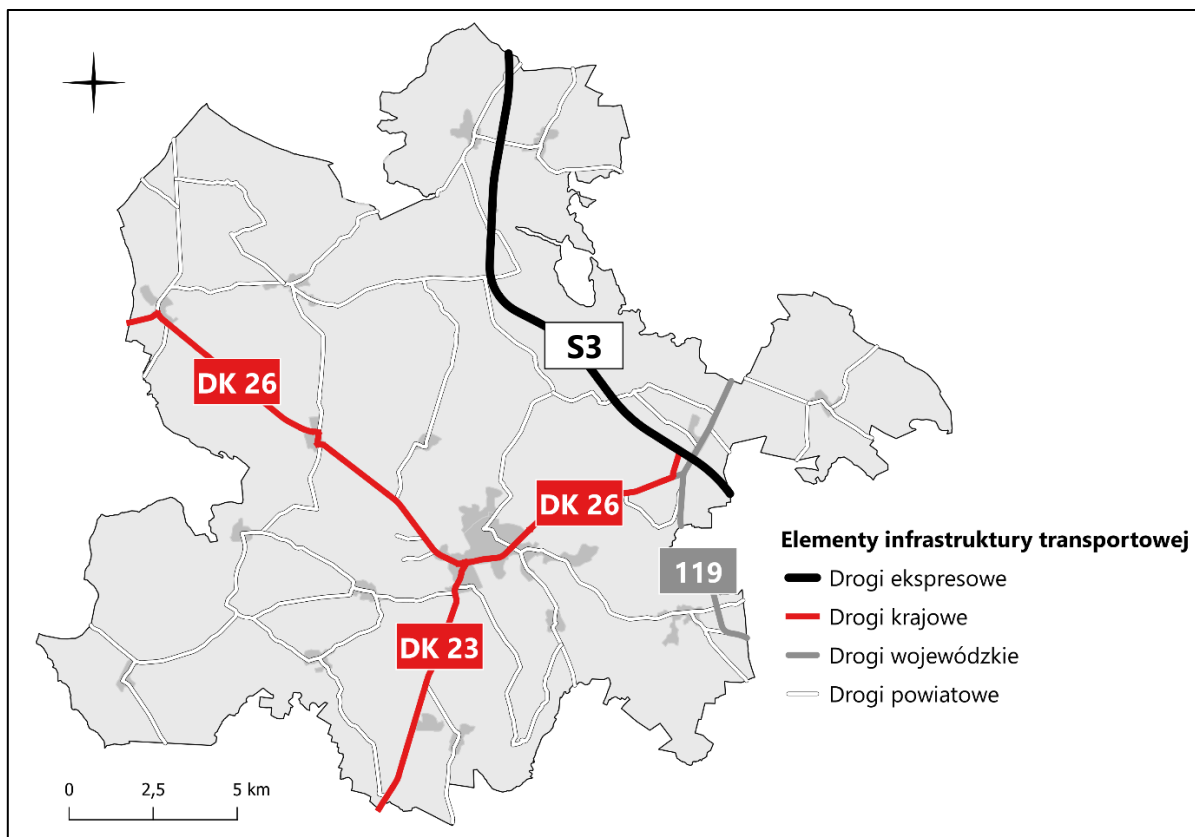 S3
DK 26
DK 26
119
DK 23
Elementy infrastruktury transportowej
Drogi ekspresowe
Drogi krajowe
Drogi wojewódzkie
Drogi powiatowe
0 2,5 5 km